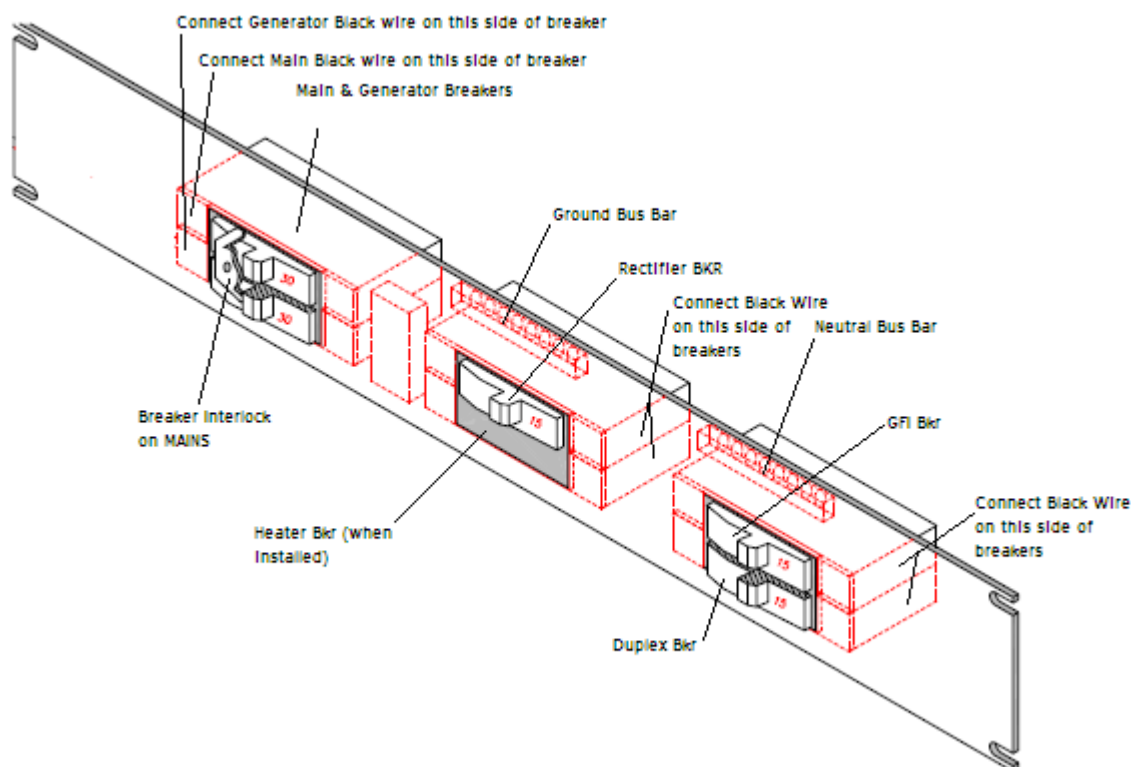 Connect Generator Black wire on this side of breaker
Connect Main Black wire on this side of breaker
Main & Generator Breakers
Ground Bus Bar
Rectifier BKR
Connect Black Wire
on this side of
breakers
Neutral Bus Bar
30
30
Breaker Interlock
on MAINS
15
GFI Bkr
Heater Bkr (when
Installed)
Connect Black Wire
on this side of
breakers
15
15
Duplex Bkr